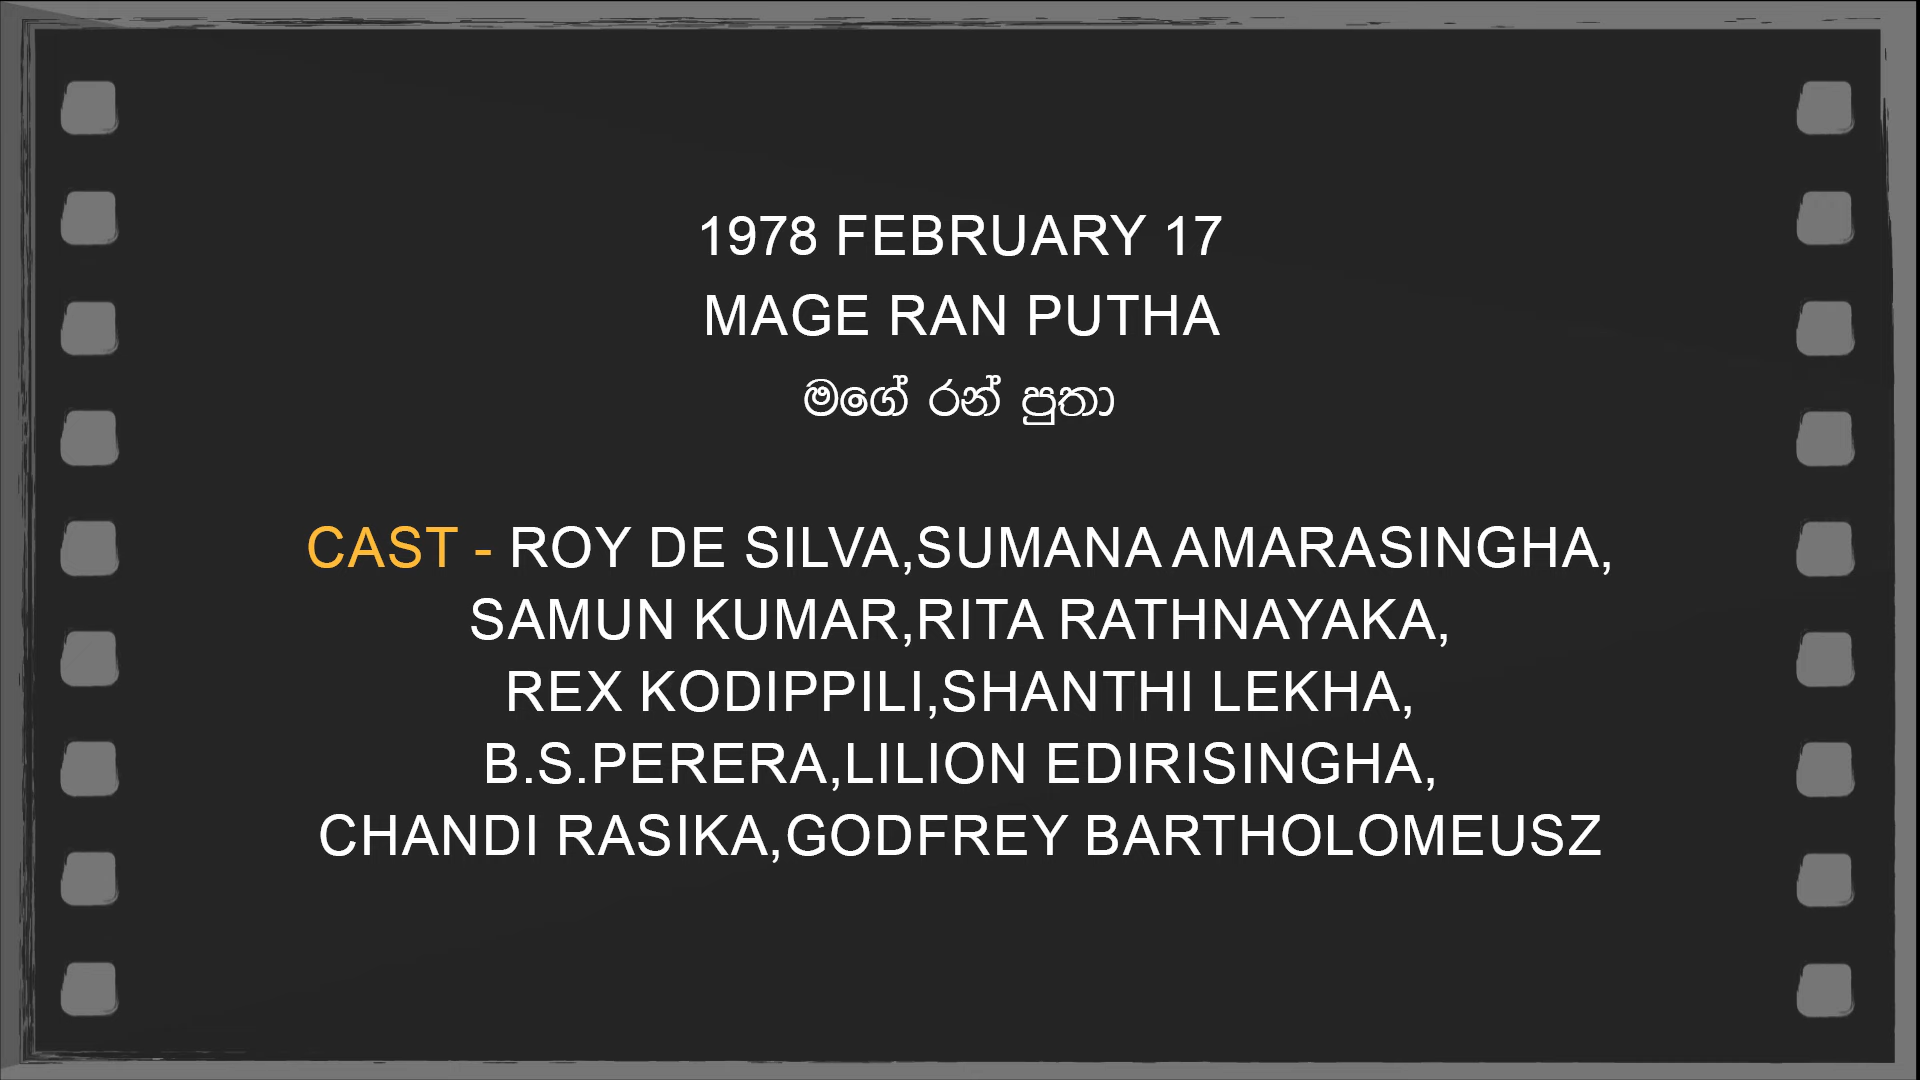 1978 FEBRUARY 17
MAGE RAN PUTHA
මගේ රන් පුතා
CAST - ROY DE SILVA,SUMANA AMARASINGHA,
SAMUN KUMAR,RITA RATHNAYAKA,
REX KODIPPILI,SHANTHI LEKHA,
B.S.PERERA,LILION EDIRISINGHA,
CHANDI RASIKA,GODFREY BARTHOLOMEUSZ